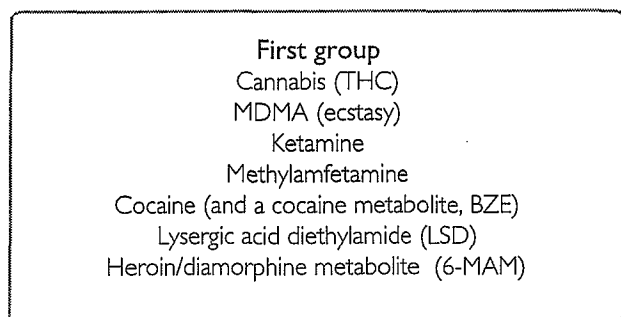 First group
Cannabis (THC)
MDMA (ecstasy)
Ketamine
Methylamfetamine
Cocaine (and a cocaine metabolite, BZE)
Lysergic acid diethylamide (LSD)
Heroin/diamorphine metabolite (6-MAM)